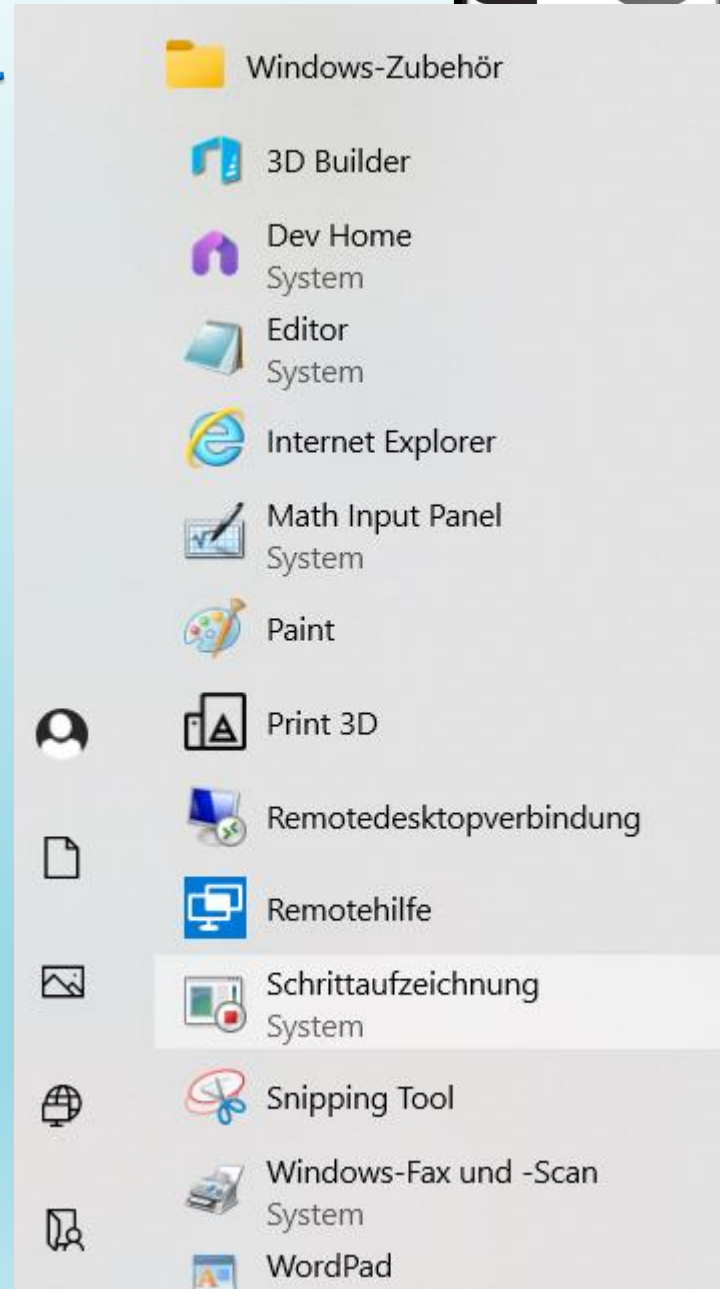 Windows-Zubehör
3D Builder
Dev Home
System
Editor
System
Internet Explorer
Math Input Panel
System
Paint
Print 3D
Remotedesktopverbindung
Remotehilfe
Schrittaufzeichnung
System
Snipping Tool
Windows-Fax und -Scan
System
WordPad